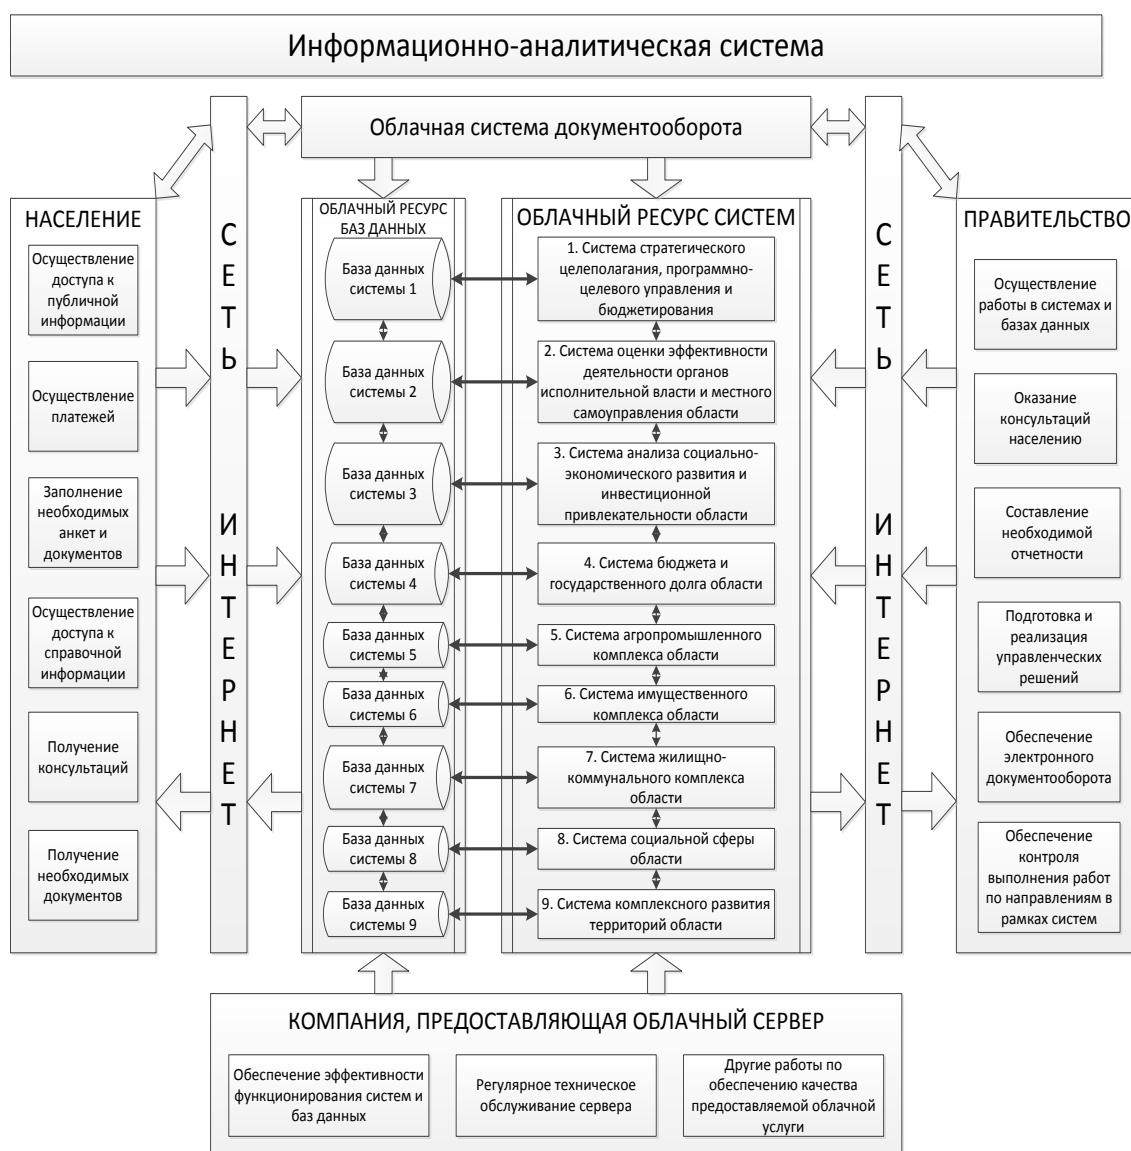 Информационно-аналитическая система
Облачная система документооборота
НАСЕЛЕНИЕ
Осуществление
доступа к
публичной
информации
Осуществление
платежей
Заполнение
необходимых
анкет и
документов
Осуществление
доступа к
справочной
информации
Получение
консультаций
Получение
необходимых
документов
СЕТЬ ИНТЕРНЕТ
ОБЛАЧНЫЙ РЕСУРС
БАЗ ДАННЫХ
База данных
системы 1
База данных
системы 2
База данных
системы 3
База данных
системы 4
База данных
системы 5
База данных
системы 6
База данных
системы 7
База данных
системы 8
База данных
системы 9
ОБЛАЧНЫЙ РЕСУРС СИСТЕМ
1. Система стратегического
целеполагания, программно-
целевого управления и
бюджетирования
2. Система оценки эффективности
деятельности органов
исполнительной власти и местного
самоуправления области
3. Система анализа социально-
экономического развития и
инвестиционной
привлекательности области
4. Система бюджета и
государственного долга области
5. Система агропромышленного
комплекса области
6. Система имущественного
комплекса области
7. Система жилищно-
коммунального комплекса
области
8. Система социальной сферы
области
9. Система комплексного развития
территорий области
СЕТЬ ИНТЕРНЕТ
ПРАВИТЕЛЬСТВО
Осуществление
работы в системах и
базах данных
Оказание
консультаций
населению
Составление
необходимой
отчетности
Подготовка и
реализация
управленческих
решений
Обеспечение
электронного
документооборота
Обеспечение
контроля
выполнения работ
по направлениям в
рамках систем
КОМПАНИЯ, ПРЕДОСТАВЛЯЮЩАЯ ОБЛАЧНЫЙ СЕРВЕР
Обеспечение эффективности
функционирования систем и
баз данных
Регулярное техническое
обслуживание сервера
Другие работы по
обеспечению качества
предоставляемой облачной
услуги